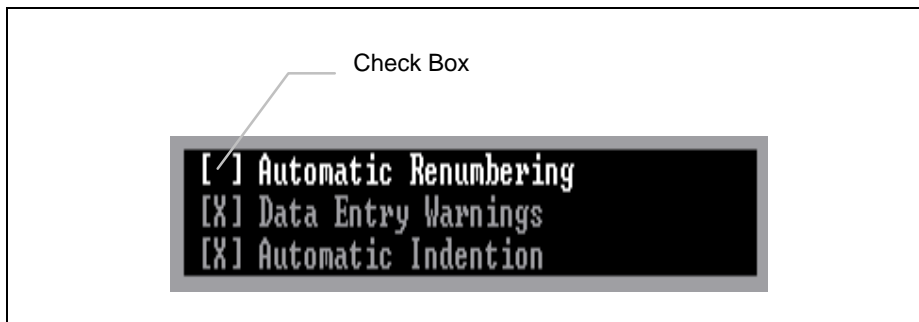 Check Box
[ ] Automatic Renumbering
[X] Data Entry Warnings
[X] Automatic Indention